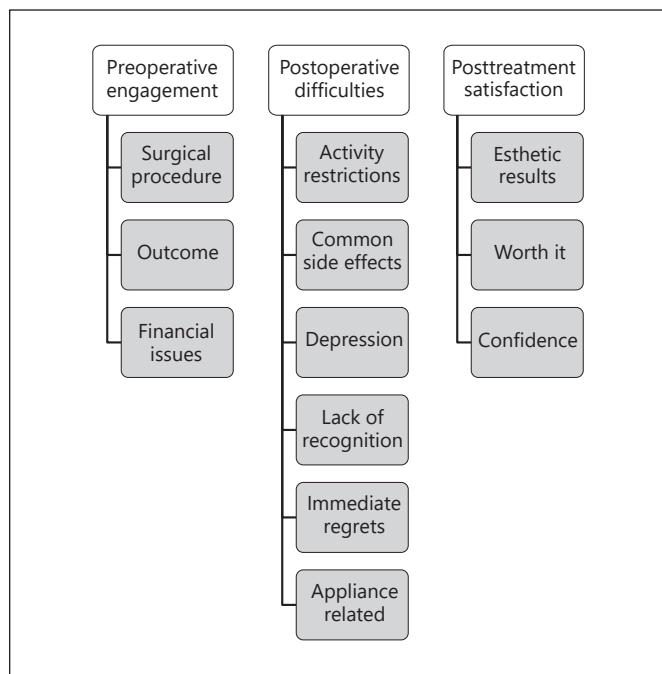 Preoperative
engagement
Surgical
procedure
Outcome
Financial
issues
Postoperative
difficulties
Activity
restrictions
Common
side effects
Depression
Lack of
recognition
Immediate
regrets
Appliance
related
Posttreatment
satisfaction
Esthetic
results
Worth it
Confidence